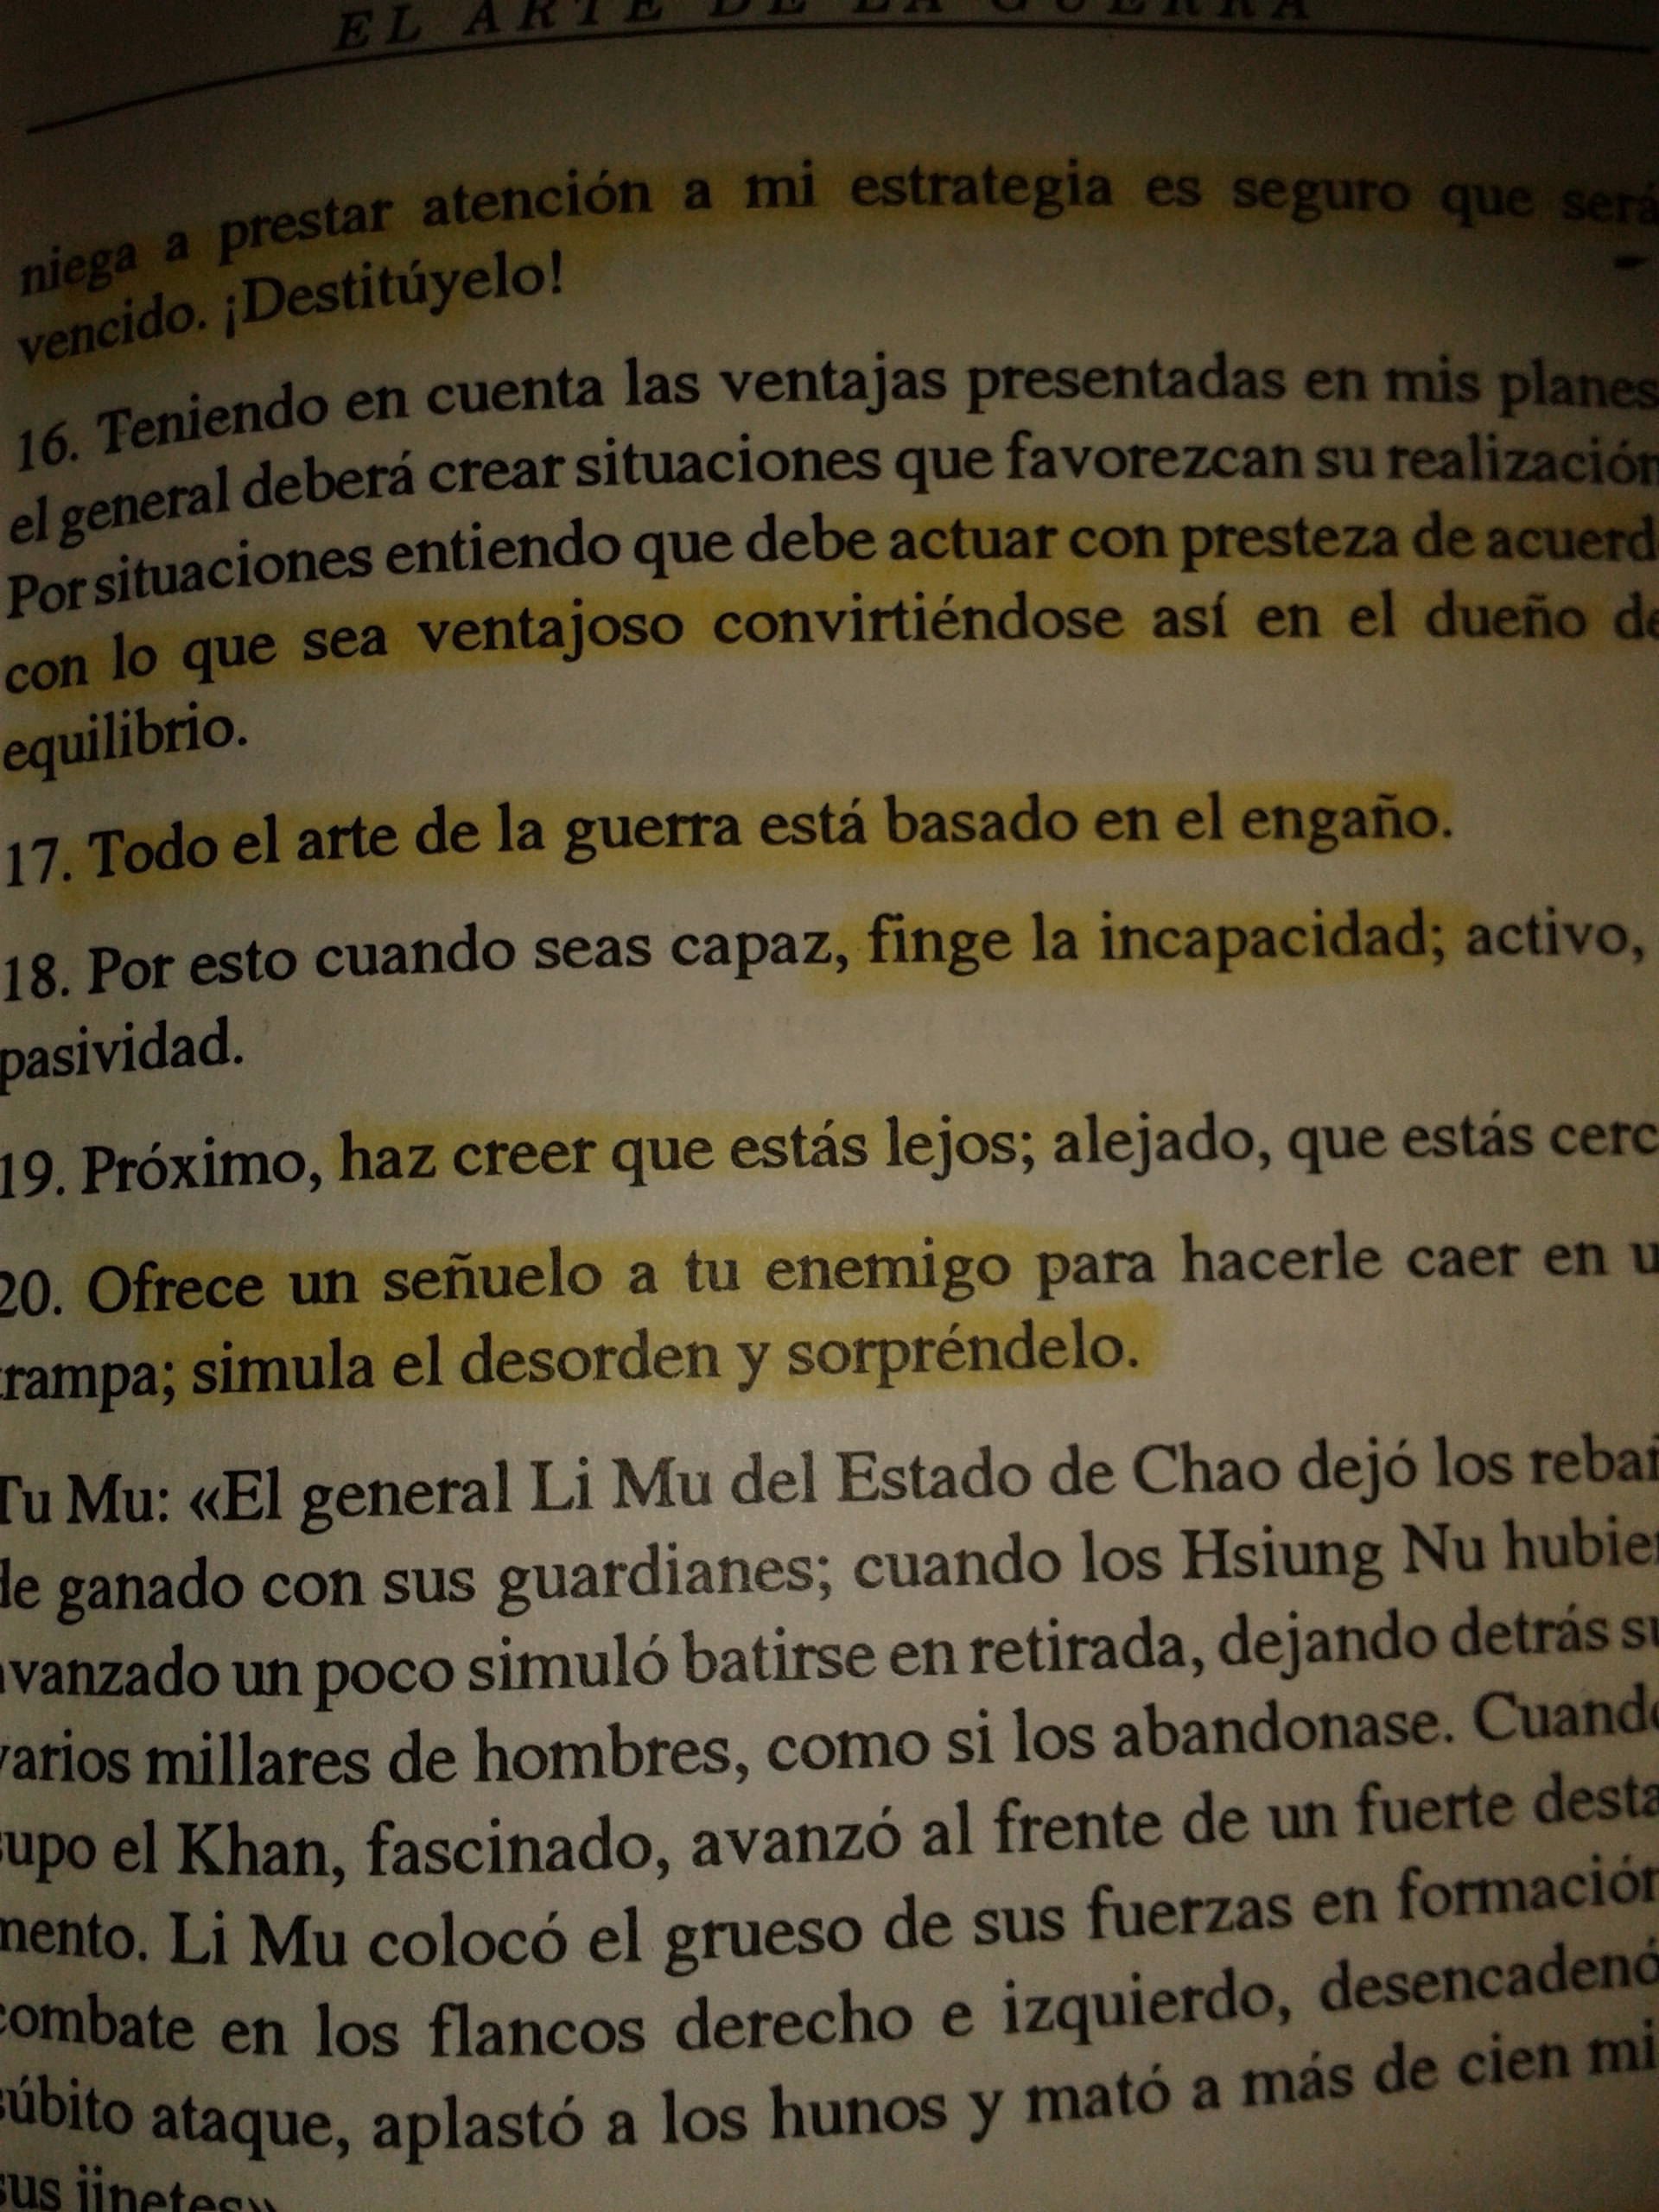 EL ARTE DE LA GUERRA
niega a prestar atención a mi estrategia es seguro que será
vencido. ¡Destitúyelo!
16. Teniendo en cuenta las ventajas presentadas en mis planes
el general deberá crear situaciones que favorezcan su realización
Por situaciones entiendo que debe actuar con presteza de acuerd
con lo que sea ventajoso convirtiéndose así en el dueño de
equilibrio.
17. Todo el arte de la guerra está basado en el engaño.
18. Por esto cuando seas capaz, finge la incapacidad; activo,
pasividad.
19. Próximo, haz creer que estás lejos; alejado, que estás cerc
20. Ofrece un señuelo a tu enemigo para hacerle caer en u
trampa; simula el desorden y sorpréndelo.
Tu Mu: «El general Li Mu del Estado de Chao dejó los rebañ
de ganado con sus guardianes; cuando los Hsiung Nu hubier
avanzado un poco simuló batirse en retirada, dejando detrás su
varios millares de hombres, como si los abandonase. Cuando
supo el Khan, fascinado, avanzó al frente de un fuerte desta
mento. Li Mu colocó el grueso de sus fuerzas en formación
combate en los flancos derecho e izquierdo, desencadenó
súbito ataque, aplastó a los hunos y mató a más de cien mi
sus jinetes»